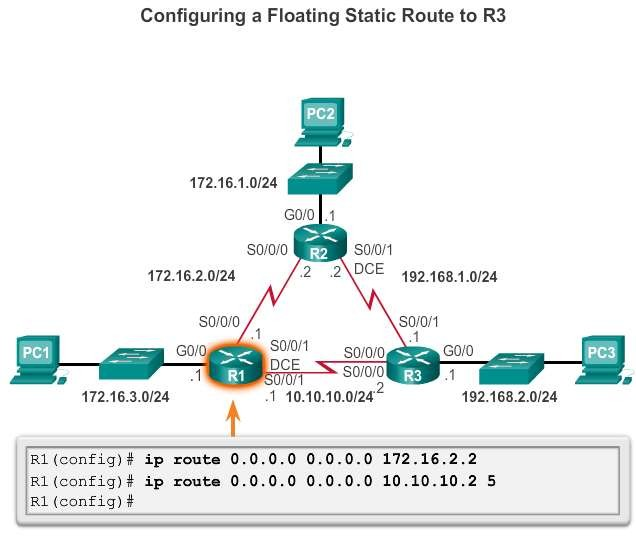 Configuring a Floating Static Route to R3
PC2
172.16.1.0/24
G0/0 .1
S0/0/0 R2 S0/0/1
.2 .2 DCE
172.16.2.0/24 192.168.1.0/24
S0/0/0 .1 S0/0/1 .1
PC1 G0/0 .1 R1 S0/0/1 DCE S0/0/1 .1 S0/0/0 S0/0/0 .2 R3 G0/0 .1 PC3
172.16.3.0/24 10.10.10.0/24 192.168.2.0/24
R1(config)# ip route 0.0.0.0 0.0.0.0 172.16.2.2
R1(config)# ip route 0.0.0.0 0.0.0.0 10.10.10.2 5
R1(config)#